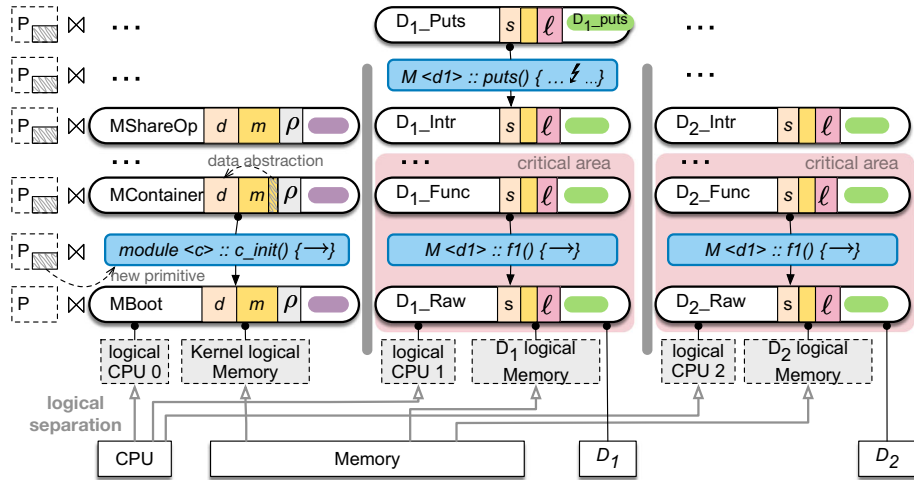 P ⋈ ... D₁_Puts s ℓ D_1_puts ...
P ⋈ ... M <d1> :: puts() { ... ...} ...
P ⋈ MShareOp d m ρ D₁_Intr s ℓ D₂_Intr s ℓ
... data abstraction ... critical area ... critical area
P ⋈ MContainer d m ρ D₁_Func s ℓ D₂_Func s ℓ
P ⋈ module <c> :: c_init() {→} M <d1> :: f1() {→} M <d1> :: f1() {→}
new primitive
P ⋈ MBoot d m ρ D₁_Raw s ℓ D₂_Raw s ℓ
logical CPU 0
Kernel logical Memory
logical CPU 1
D₁ logical Memory
logical CPU 2
D₂ logical Memory
logical separation
CPU Memory D₁ D₂